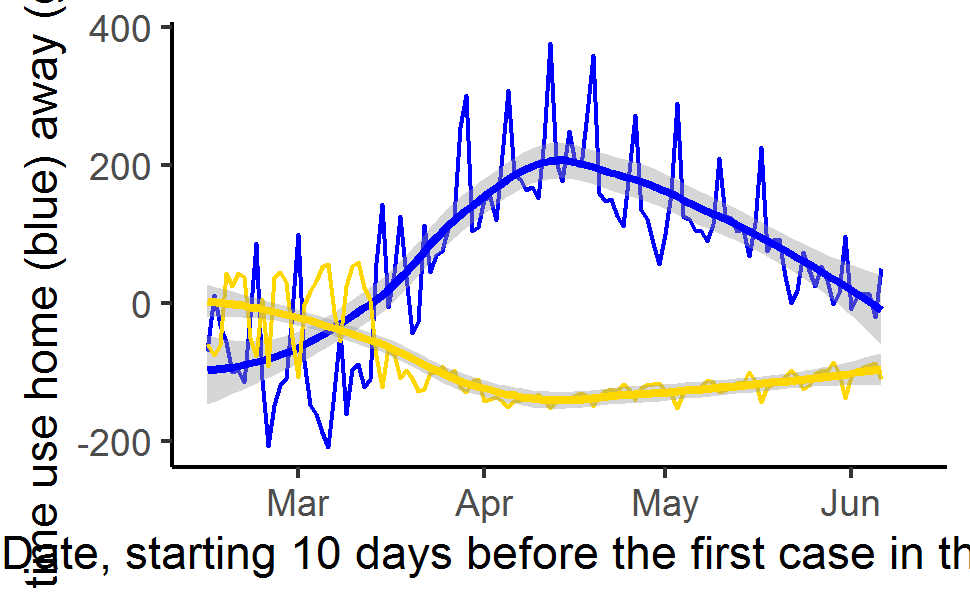 time use home (blue) away (
400
200
0
-200
Mar Apr May Jun
Date, starting 10 days before the first case in th